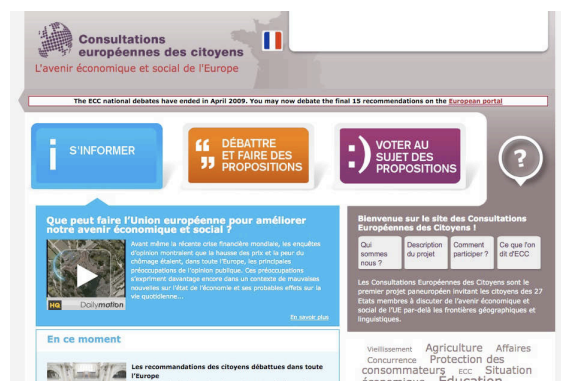 Consultations
européennes des citoyens
L'avenir économique et social de l'Europe
The ECC national debates have ended in April 2009. You may now debate the final 15 recommendations on the European portal
i S'INFORMER
“ ” DÉBATTRE
ET FAIRE DES
PROPOSITIONS
:) VOTER AU
SUJET DES
PROPOSITIONS
?
Que peut faire l'Union européenne pour améliorer
notre avenir économique et social ?
Avant même la récente crise financière mondiale, les enquêtes
d'opinion montraient que la hausse des prix et la peur du
chômage étaient, dans toute l'Europe, les principales
préoccupations de l'opinion publique. Ces préoccupations
s'expriment davantage encore dans un contexte de mauvaises
nouvelles sur l'état de l'économie et ses probables effets sur la
vie quotidienne...
HQ Dailymotion
En savoir plus
Bienvenue sur le site des Consultations
Européennes des Citoyens !
Qui
sommes
nous ?
Description
du projet
Comment
participer ?
Ce que l'on
dit d'ECC
Les Consultations Européennes des Citoyens sont le
premier projet paneuropéen invitant les citoyens des 27
Etats membres à discuter de l'avenir économique et
social de l'UE par-delà les frontières géographiques et
linguistiques.
En ce moment
Les recommandations des citoyens débattues dans toute
l'Europe
Vieillissement Agriculture Affaires
Concurrence Protection des
consommateurs ECC Situation
économique Education